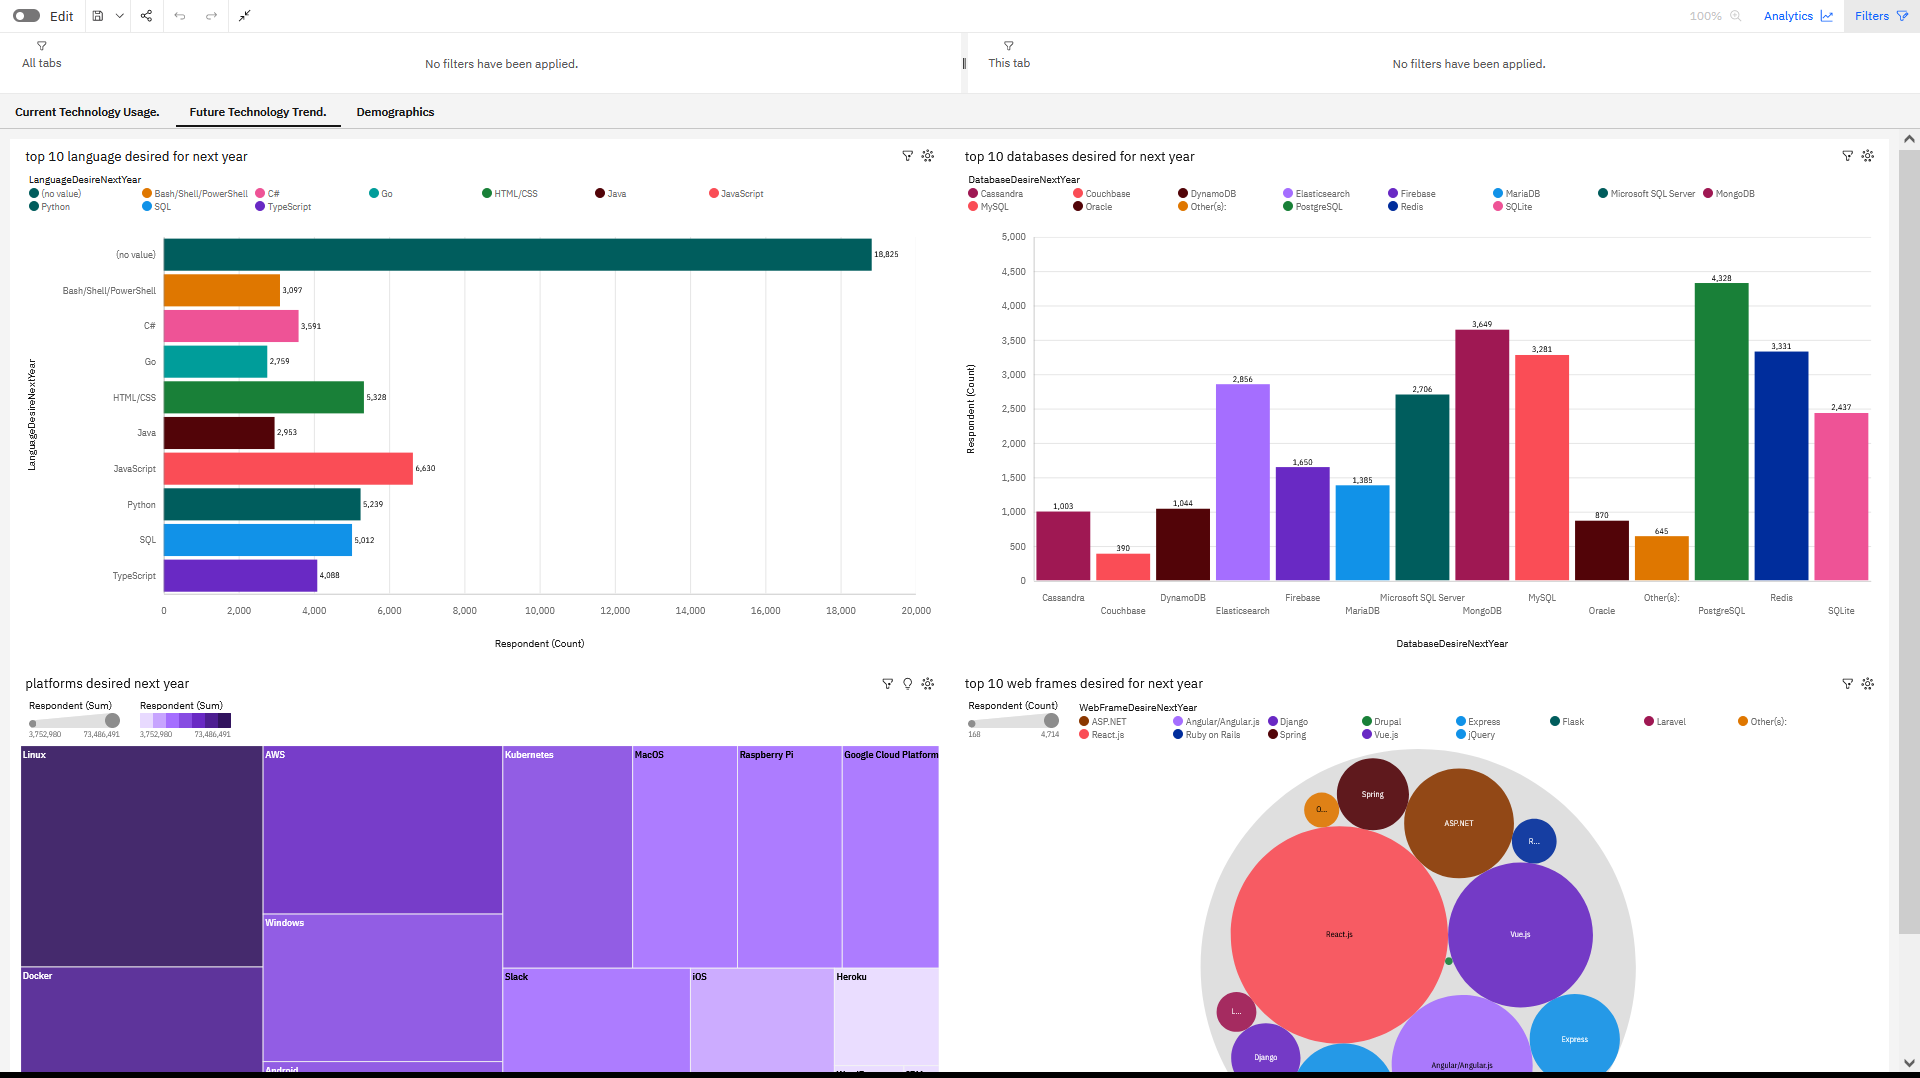 Edit
100%
Analytics
Filters
All tabs
No filters have been applied.
This tab
No filters have been applied.
Current Technology Usage.
Future Technology Trend.
Demographics
top 10 language desired for next year
LanguageDesireNextYear
(no value) Bash/Shell/PowerShell C# Go HTML/CSS Java JavaScript
Python SQL TypeScript
LanguageDesireNextYear
(no value) 18,825
Bash/Shell/PowerShell 3,097
C# 3,591
Go 2,759
HTML/CSS 5,328
Java 2,953
JavaScript 6,630
Python 5,239
SQL 5,012
TypeScript 4,088
0 2,000 4,000 6,000 8,000 10,000 12,000 14,000 16,000 18,000 20,000
Respondent (Count)
top 10 databases desired for next year
DatabaseDesireNextYear
Cassandra Couchbase DynamoDB Elasticsearch Firebase MariaDB Microsoft SQL Server MongoDB
MySQL Oracle Other(s): PostgreSQL Redis SQLite
Respondent (Count)
5,000
4,500
4,000
3,500
3,000
2,500
2,000
1,500
1,000
500
0
1,003 390 1,044 2,856 1,650 1,385 2,706 3,649 3,281 870 645 4,328 3,331 2,437
Cassandra DynamoDB Firebase Microsoft SQL Server MySQL Other(s): Redis
Couchbase Elasticsearch MariaDB MongoDB Oracle PostgreSQL SQLite
DatabaseDesireNextYear
platforms desired next year
Respondent (Sum) Respondent (Sum)
3,752,980 73,486,491 3,752,980 73,486,491
Linux
AWS
Kubernetes
MacOS
Raspberry Pi
Google Cloud Platform
Windows
Docker
Slack
iOS
Heroku
Android
top 10 web frames desired for next year
Respondent (Count)
168 4,714
WebFrameDesireNextYear
ASP.NET Angular/Angular.js Django Drupal Express Flask Laravel Other(s):
React.js Ruby on Rails Spring Vue.js jQuery
Spring
O...
ASP.NET
R...
React.js
Vue.js
L...
Express
Django
Angular/Angular.js